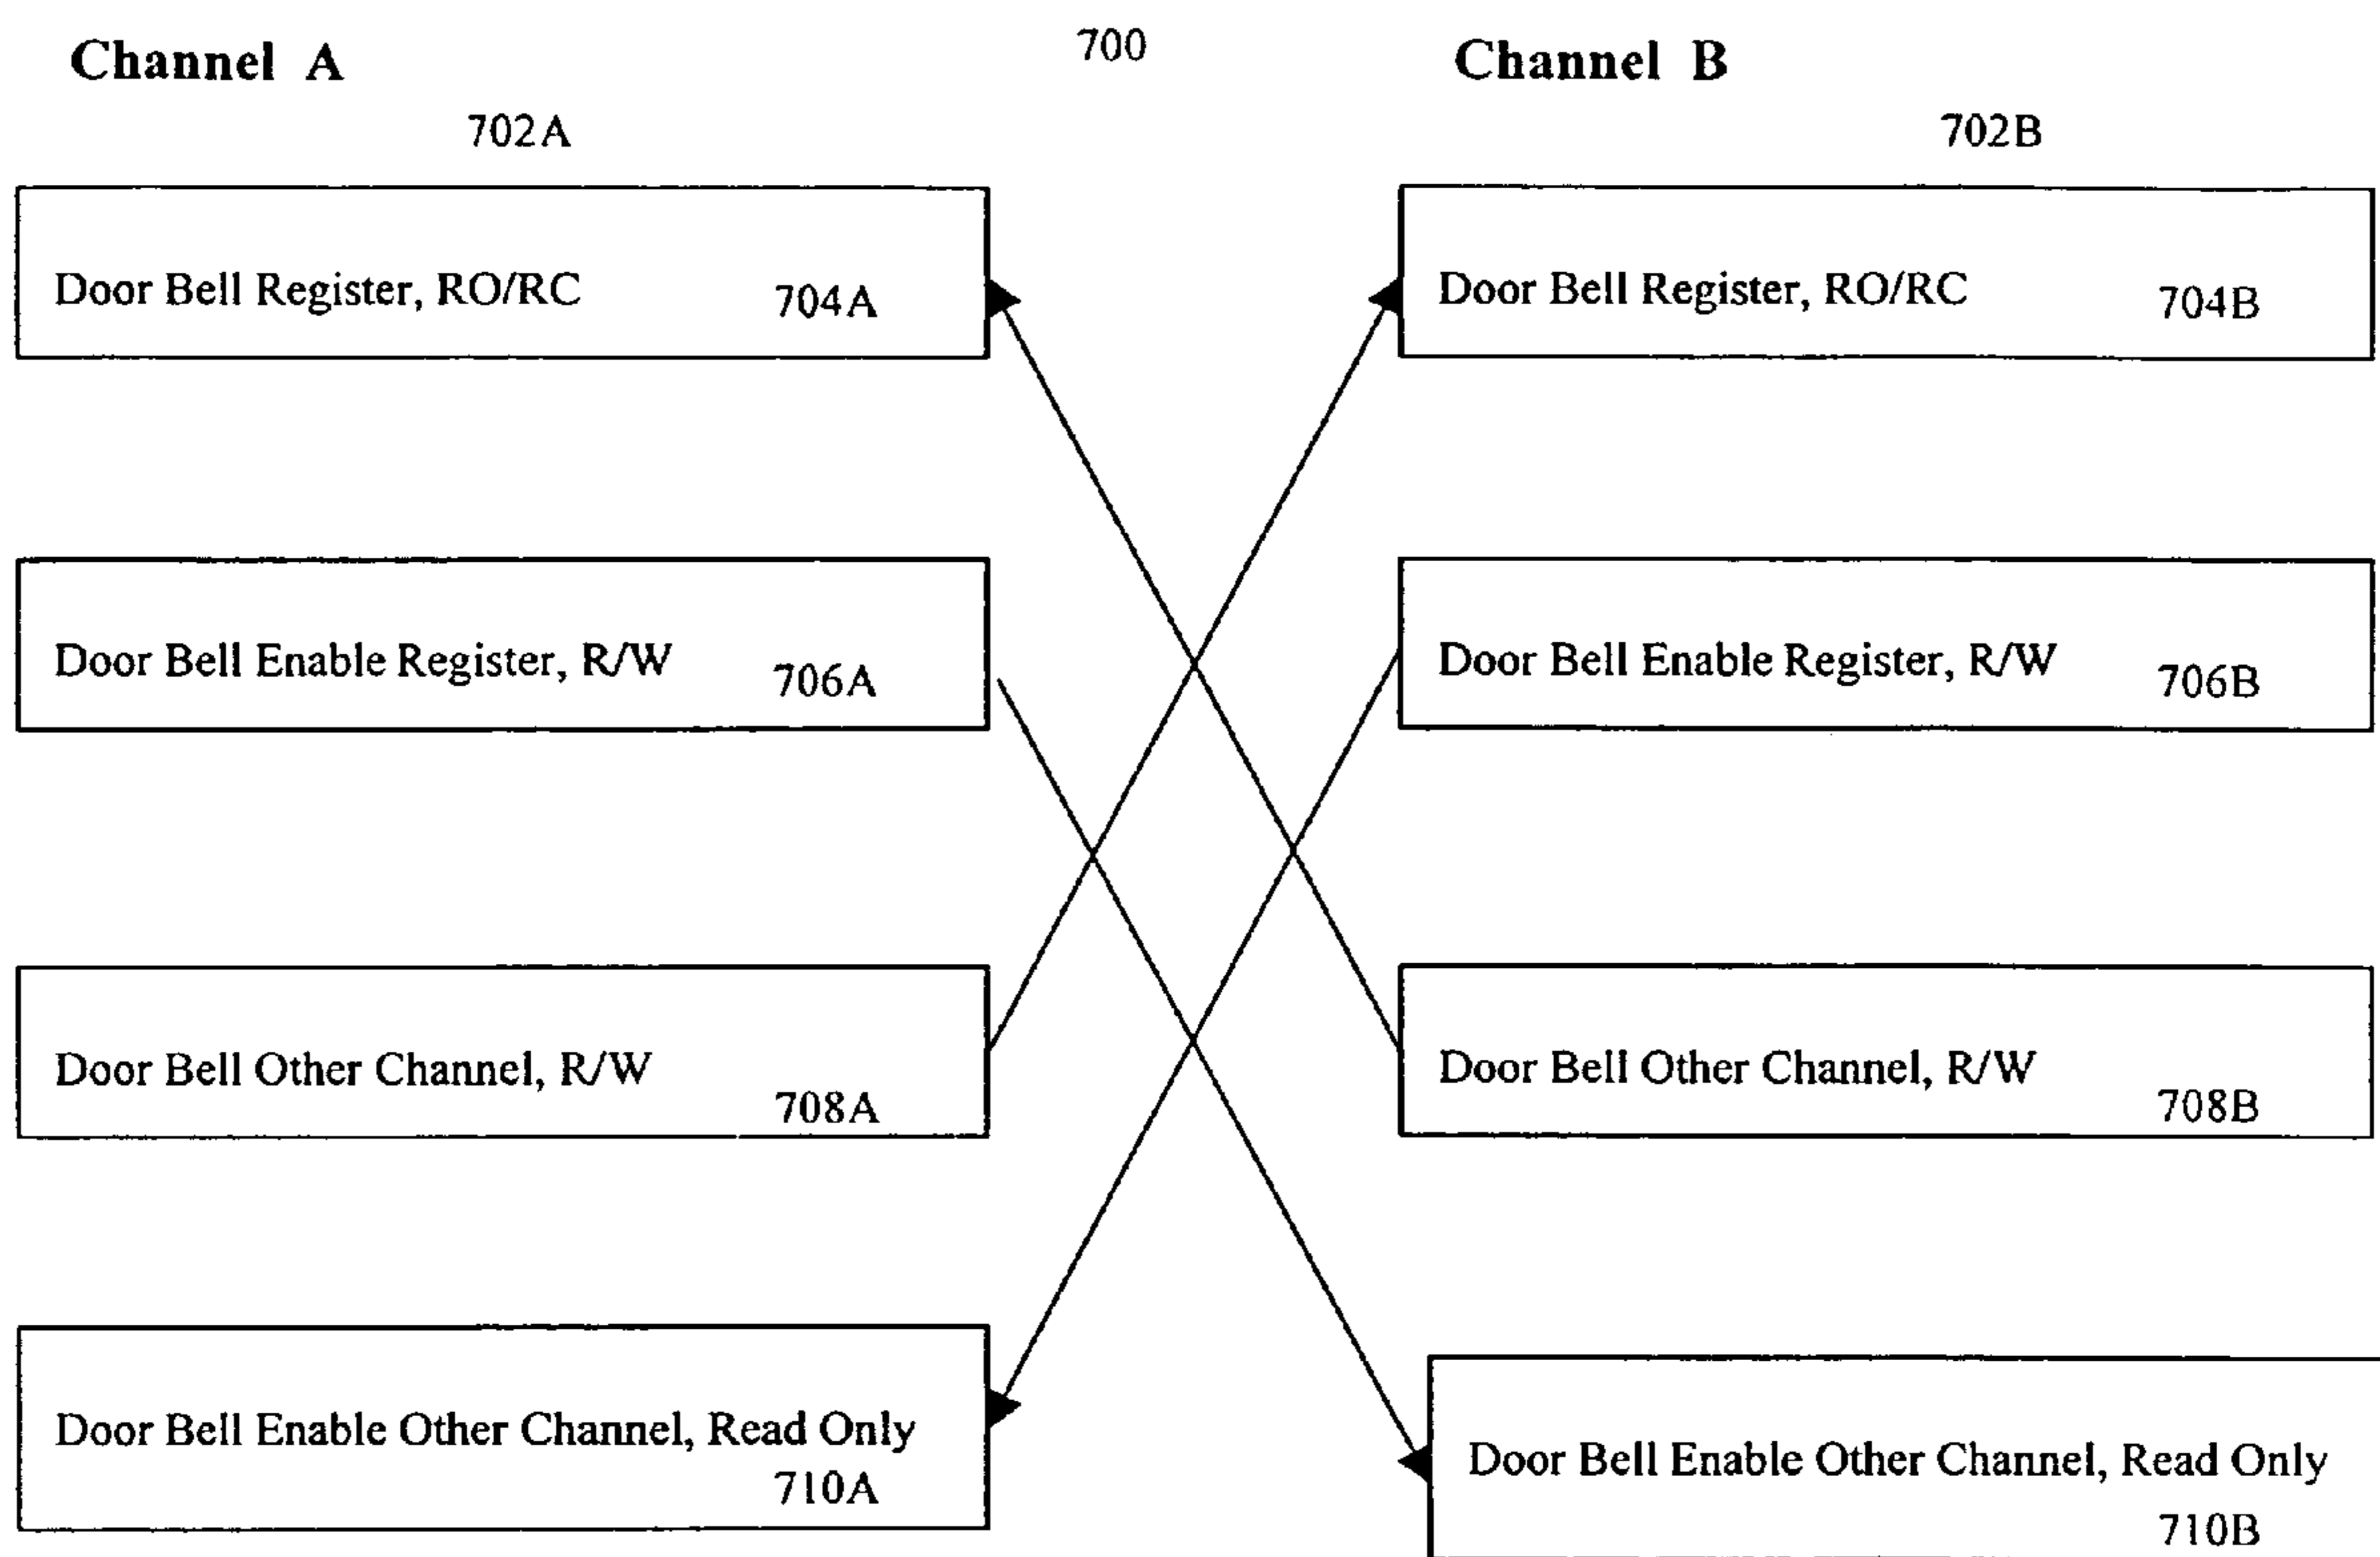 Channel A
700
Channel B
702A
702B
Door Bell Register, RO/RC
704A
Door Bell Register, RO/RC
704B
Door Bell Enable Register, R/W
706A
Door Bell Enable Register, R/W
706B
Door Bell Other Channel, R/W
708A
Door Bell Other Channel, R/W
708B
Door Bell Enable Other Channel, Read Only
710A
Door Bell Enable Other Channel, Read Only
710B